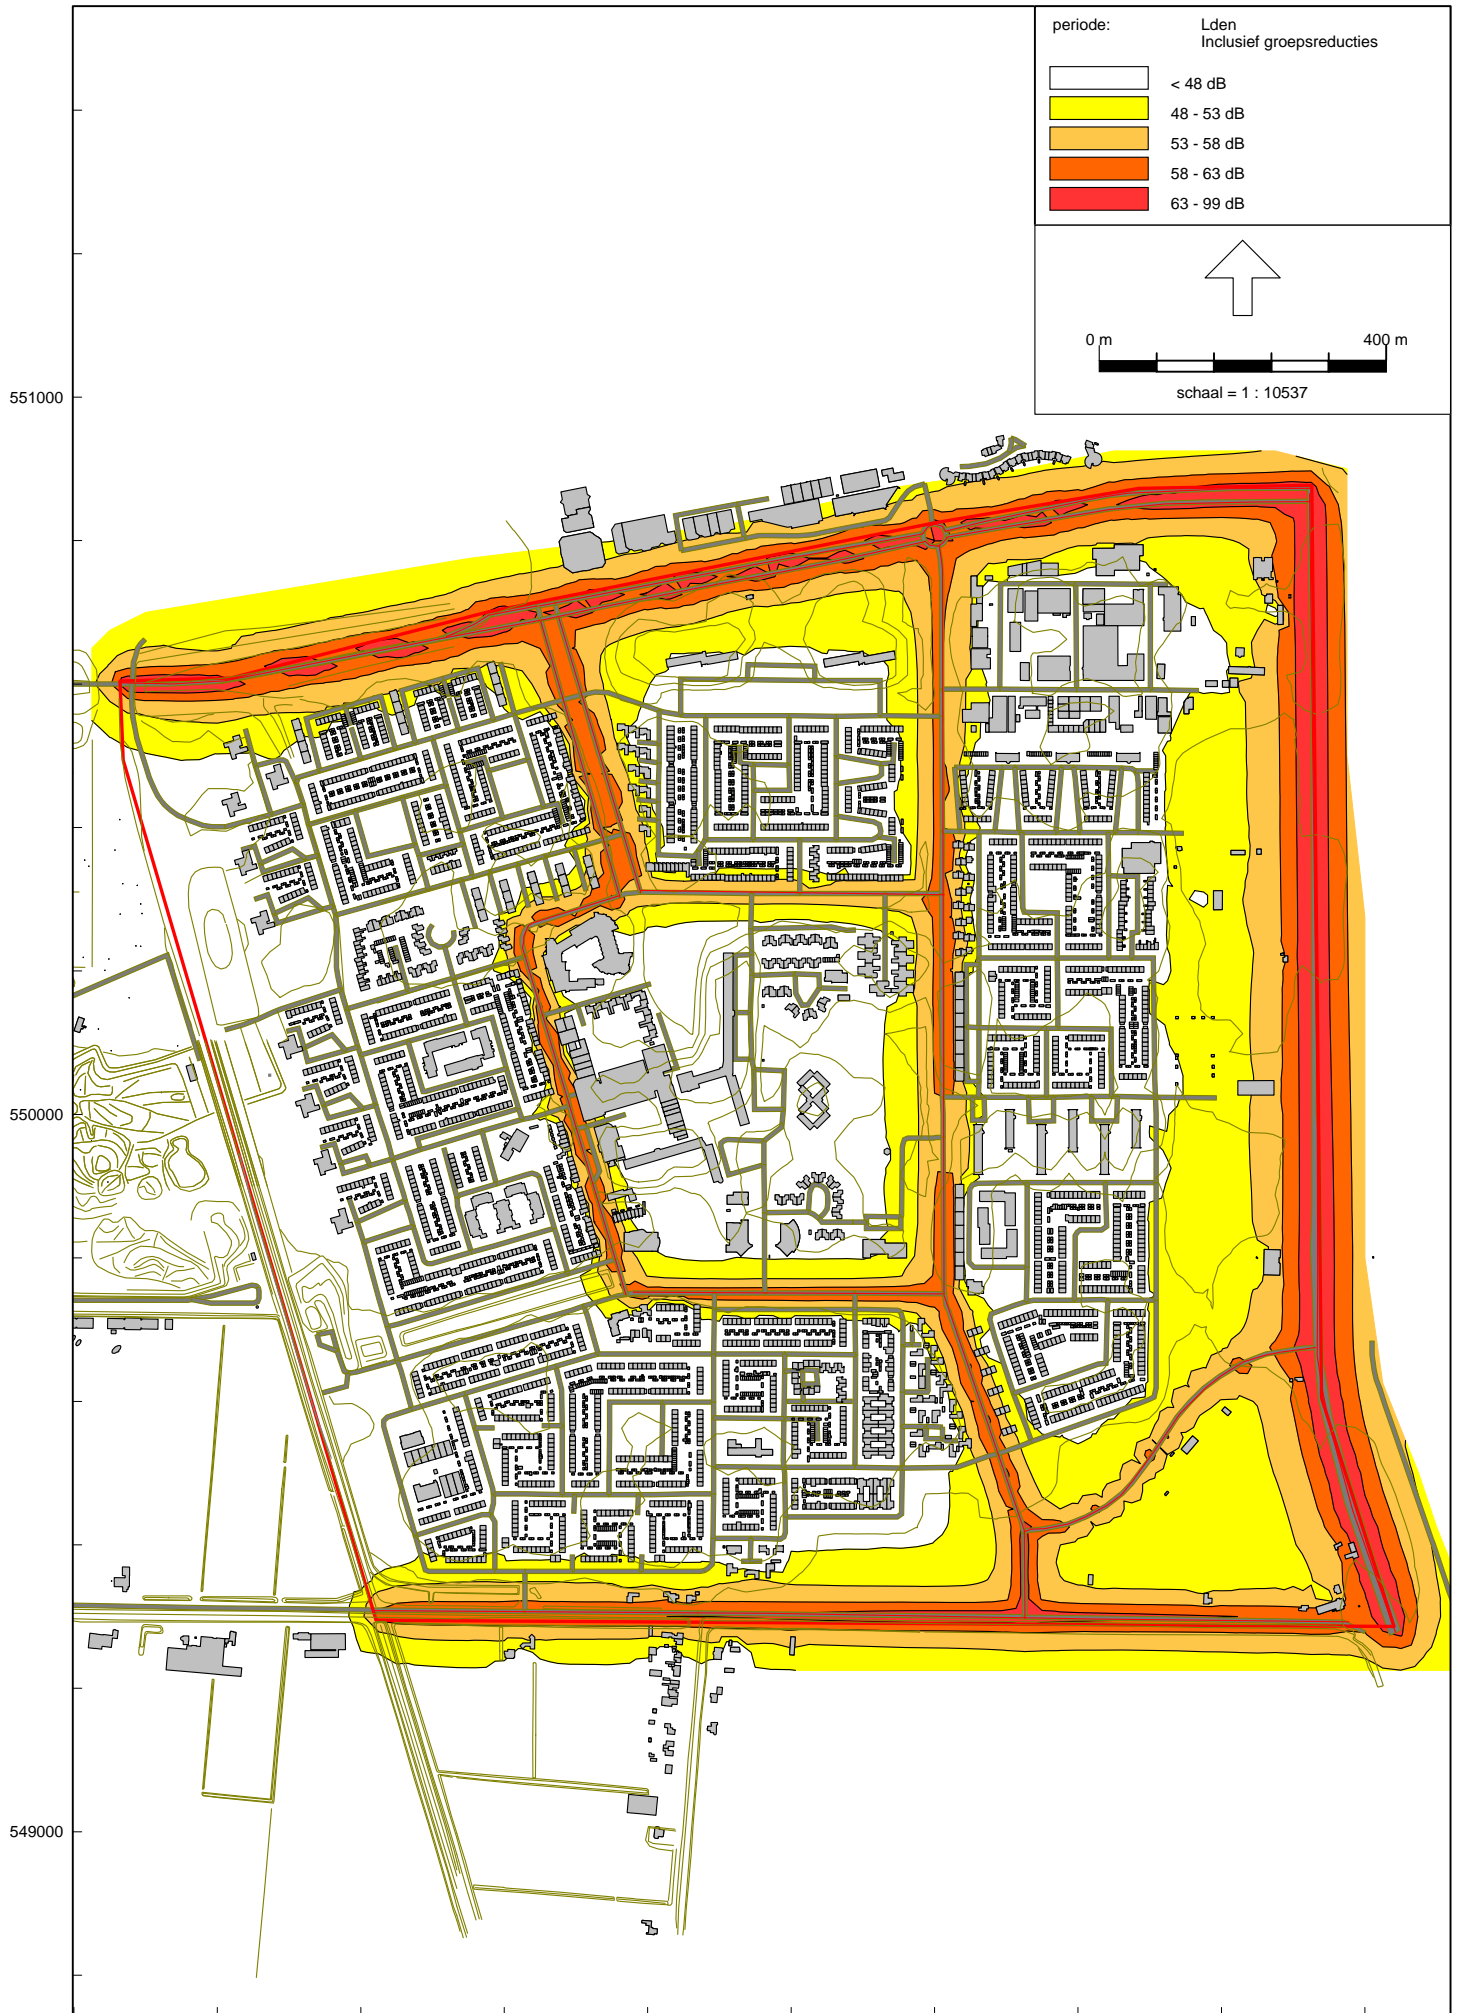 periode: Lden
Inclusief groepsreducties
< 48 dB
48 - 53 dB
53 - 58 dB
58 - 63 dB
63 - 99 dB
0 m 400 m
schaal = 1 : 10537
551000
550000
549000